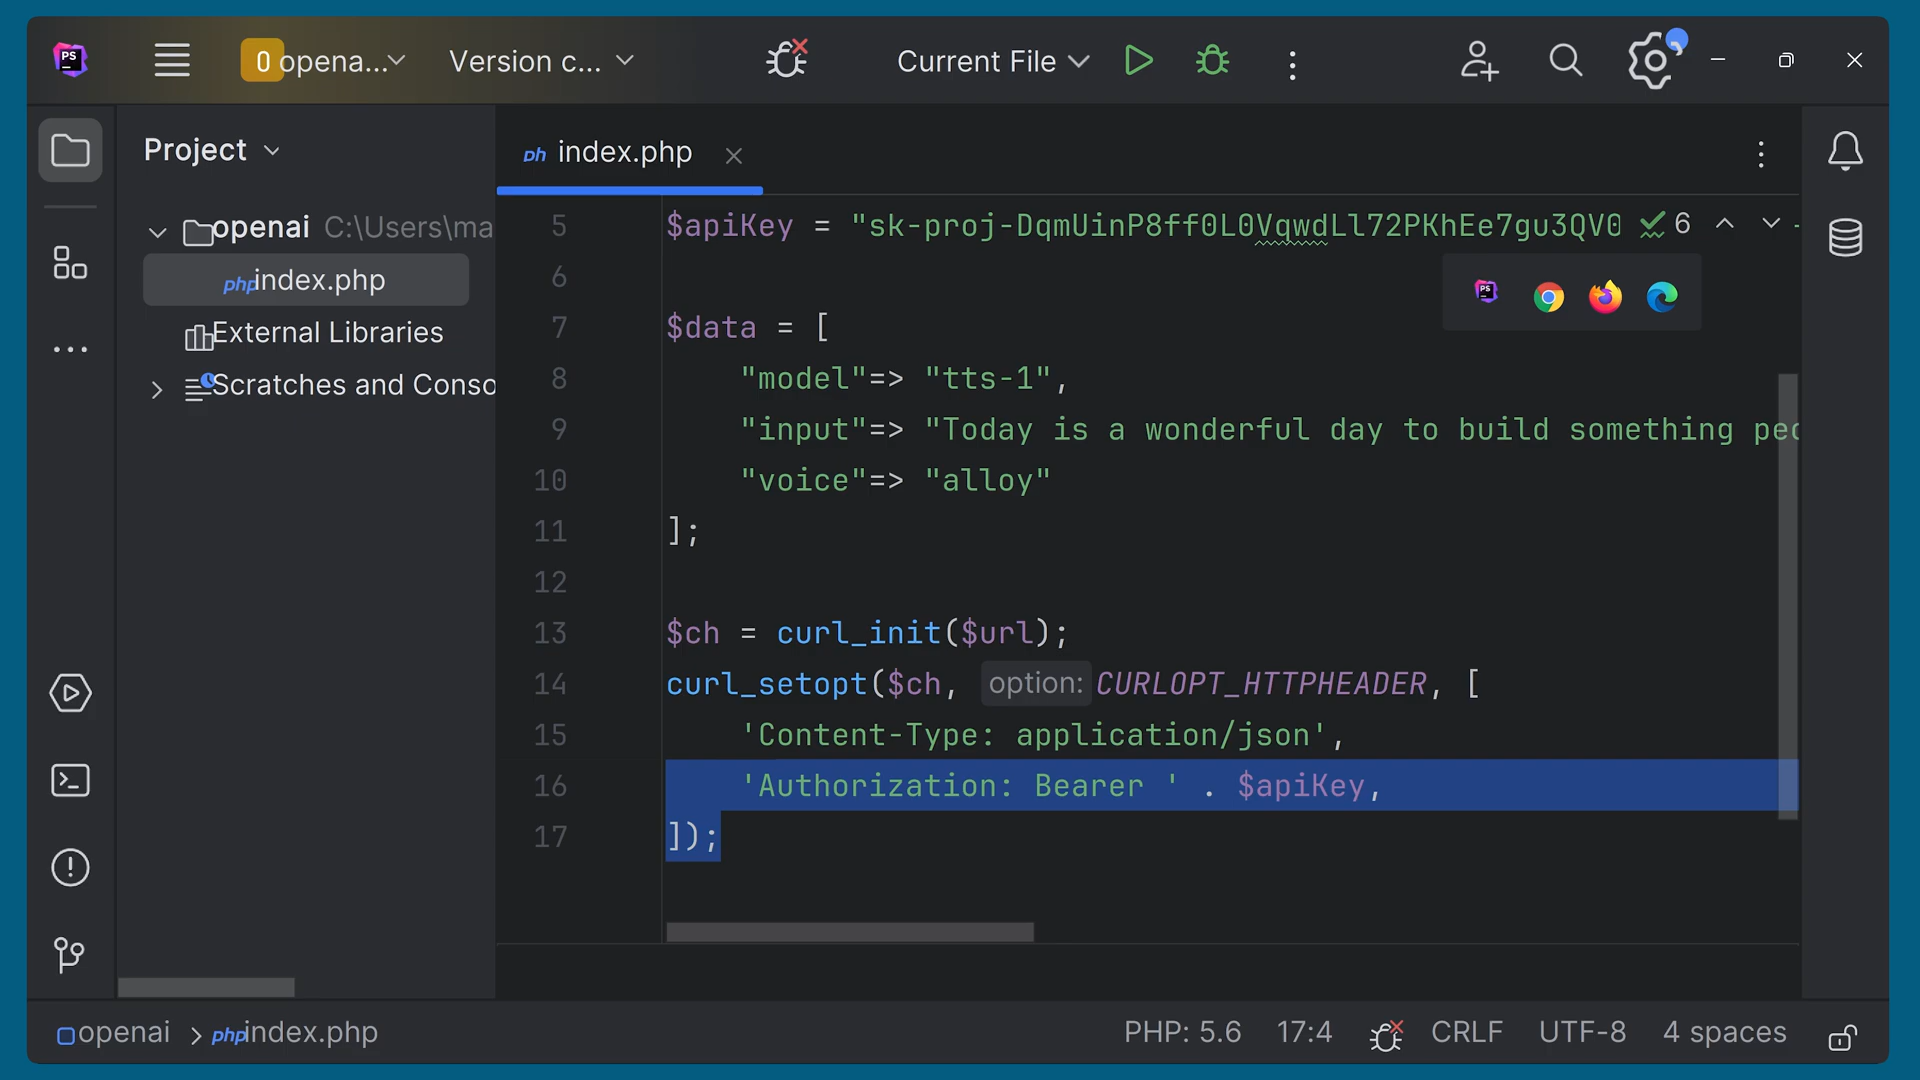 PS
0 opena...
Version c...
Current File
Project
index.php
openai C:\Users\ma
index.php
External Libraries
Scratches and Conso
5 $apiKey = "sk-proj-DqmUinP8ff0L0VqwdLl72PKhEe7gu3QV0 6
6
7 $data = [
8 "model"=> "tts-1",
9 "input"=> "Today is a wonderful day to build something peo
10 "voice"=> "alloy"
11 ];
12
13 $ch = curl_init($url);
14 curl_setopt($ch, option: CURLOPT_HTTPHEADER, [
15 'Content-Type: application/json',
16 'Authorization: Bearer ' . $apiKey,
17 ]);
openai > index.php
PHP: 5.6 17:4 CRLF UTF-8 4 spaces